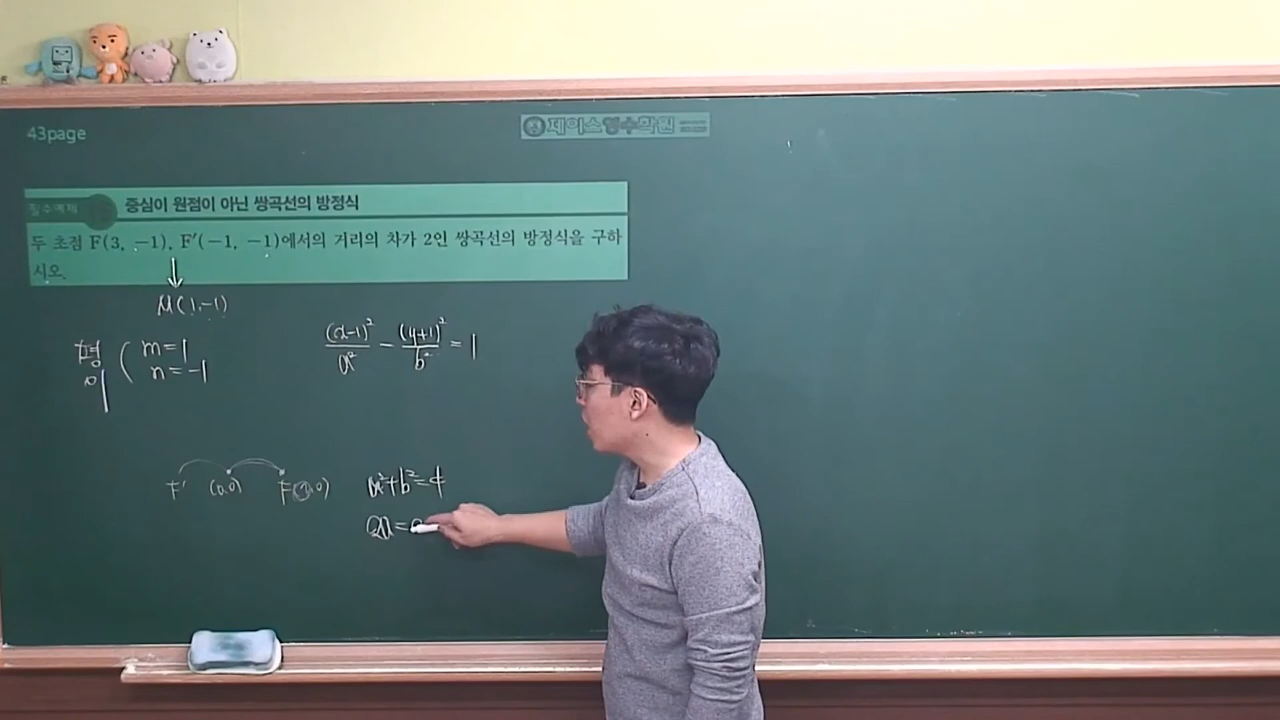 43page
제이스영수학원
필수예제
중심이 원점이 아닌 쌍곡선의 방정식
두 초점 F(3, −1), F′(−1, −1)에서의 거리의 차가 2인 쌍곡선의 방정식을 구하
시오.
M(1,-1)
평
이
m=1
n=-1
(x-1)²/a² - (y+1)²/b² = 1
F' (0,0)
a²+b²=4
2a=